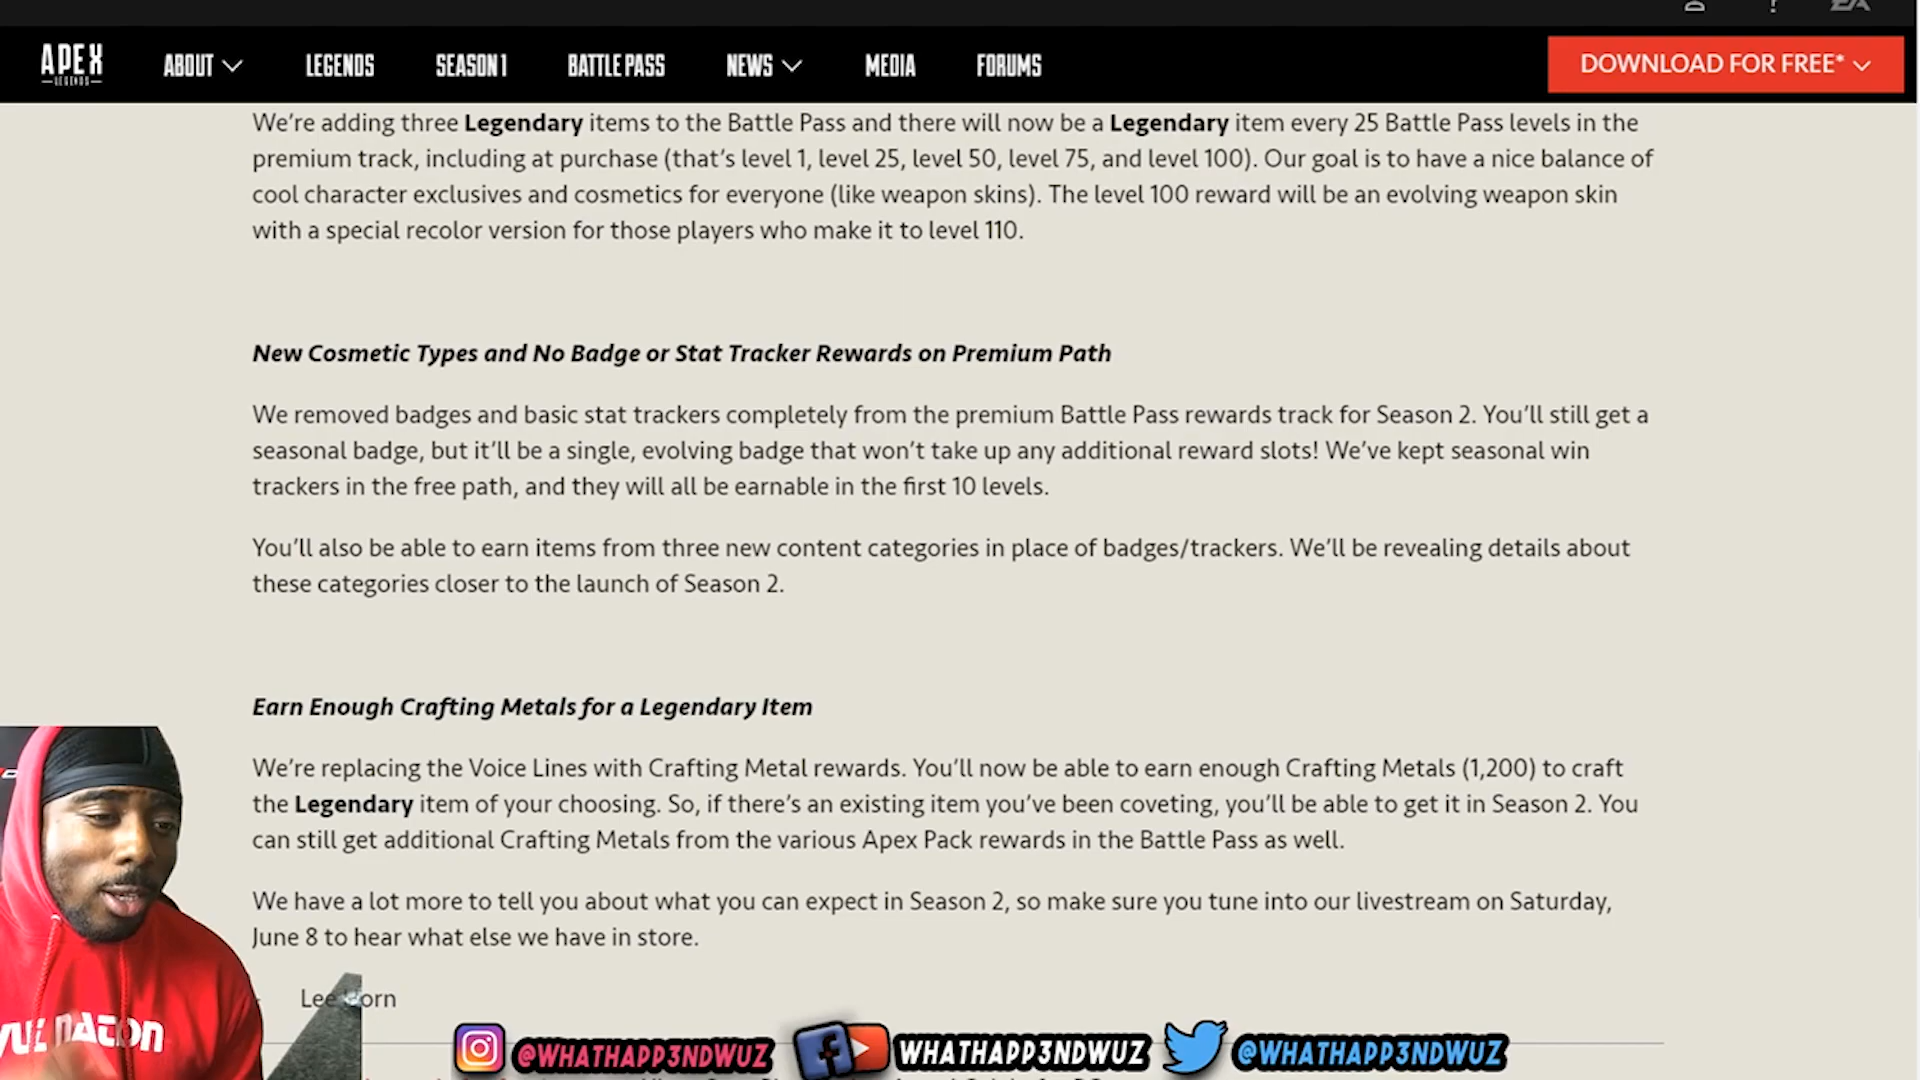 APEX
LEGENDS
ABOUT
LEGENDS
SEASON 1
BATTLE PASS
NEWS
MEDIA
FORUMS
DOWNLOAD FOR FREE*
We’re adding three Legendary items to the Battle Pass and there will now be a Legendary item every 25 Battle Pass levels in the
premium track, including at purchase (that’s level 1, level 25, level 50, level 75, and level 100). Our goal is to have a nice balance of
cool character exclusives and cosmetics for everyone (like weapon skins). The level 100 reward will be an evolving weapon skin
with a special recolor version for those players who make it to level 110.
New Cosmetic Types and No Badge or Stat Tracker Rewards on Premium Path
We removed badges and basic stat trackers completely from the premium Battle Pass rewards track for Season 2. You’ll still get a
seasonal badge, but it’ll be a single, evolving badge that won’t take up any additional reward slots! We’ve kept seasonal win
trackers in the free path, and they will all be earnable in the first 10 levels.
You’ll also be able to earn items from three new content categories in place of badges/trackers. We’ll be revealing details about
these categories closer to the launch of Season 2.
Earn Enough Crafting Metals for a Legendary Item
We’re replacing the Voice Lines with Crafting Metal rewards. You’ll now be able to earn enough Crafting Metals (1,200) to craft
the Legendary item of your choosing. So, if there’s an existing item you’ve been coveting, you’ll be able to get it in Season 2. You
can still get additional Crafting Metals from the various Apex Pack rewards in the Battle Pass as well.
We have a lot more to tell you about what you can expect in Season 2, so make sure you tune into our livestream on Saturday,
June 8 to hear what else we have in store.
Lee
@WHATHAPP3NDWUZ
WHATHAPP3NDWUZ
@WHATHAPP3NDWUZ
NATION